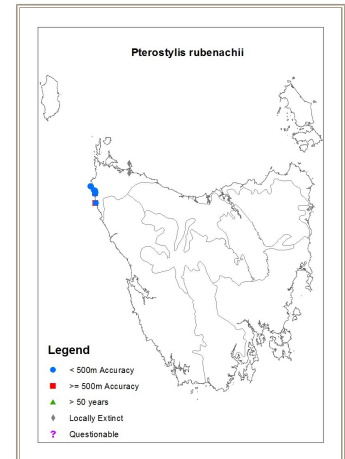 Pterostylis rubenachii
Legend
< 500m Accuracy
>= 500m Accuracy
> 50 years
Locally Extinct
? Questionable